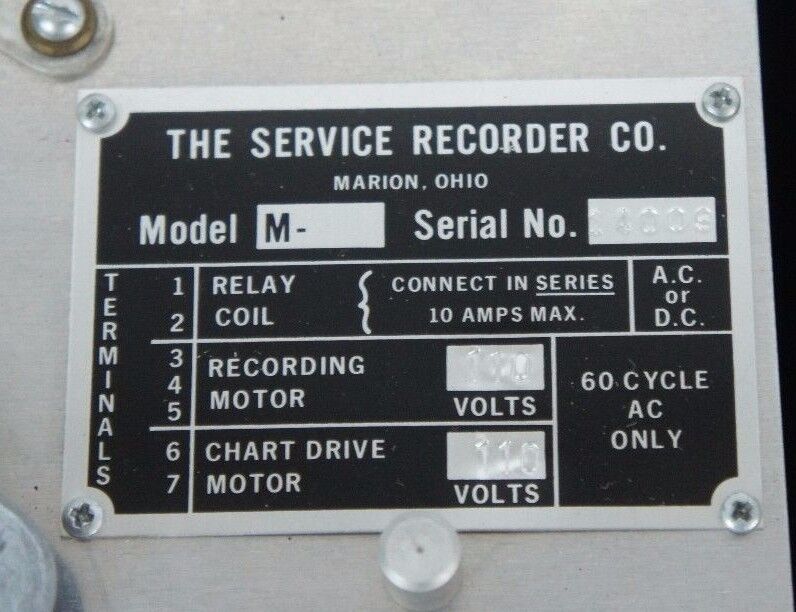 THE SERVICE RECORDER CO.
MARION, OHIO
Model M- Serial No.
TERMINALS
1 RELAY
2 COIL
{ CONNECT IN SERIES
10 AMPS MAX.
A.C.
or
D.C.
3
4
5
RECORDING
MOTOR
VOLTS
60 CYCLE
AC
ONLY
6 CHART DRIVE
7 MOTOR
110
VOLTS